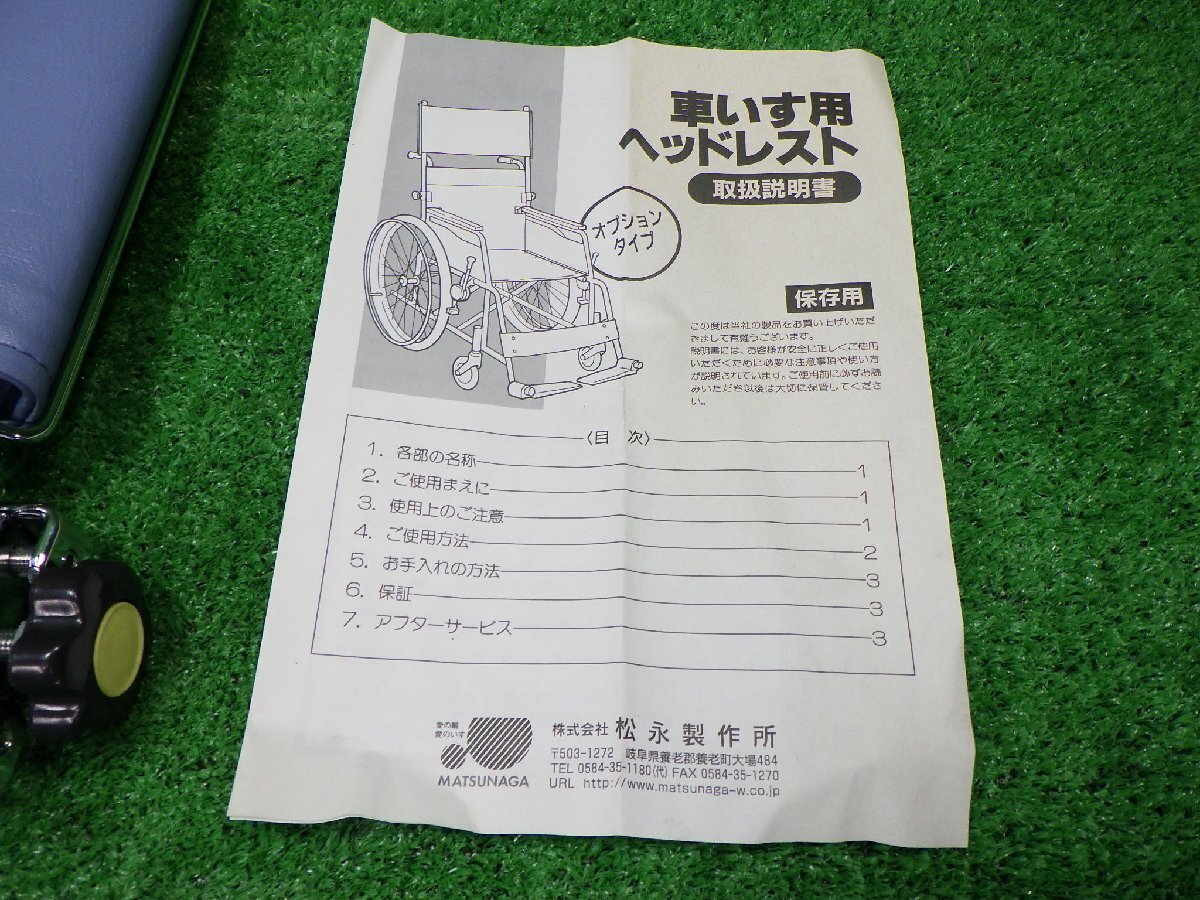 車いす用
ヘッドレスト
取扱説明書
オプション
タイプ
保存用
この度は当社の製品をお買い上げいただ
きまして有難うございます。
説明書には、お客様が安全に正しくご使用
いただくために必要な注意事項や使い方
が説明されています。ご使用前に必ずお読
みいただき以後は大切に保管してくださ
い。
〈目 次〉
1. 各部の名称 1
2. ご使用まえに 1
3. 使用上のご注意 1
4. ご使用方法 2
5. お手入れの方法 3
6. 保証 3
7. アフターサービス 3
愛の輪
愛のいす
MATSUNAGA
株式会社 松永製作所
〒503-1272 岐阜県養老郡養老町大場484
TEL 0584-35-1180(代) FAX 0584-35-1270
URL http://www.matsunaga-w.co.jp